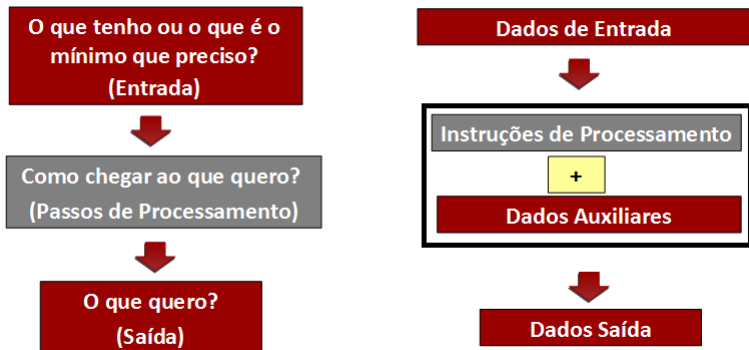 O que tenho ou o que é o
mínimo que preciso?
(Entrada)
Como chegar ao que quero?
(Passos de Processamento)
O que quero?
(Saída)
Dados de Entrada
Instruções de Processamento
+
Dados Auxiliares
Dados Saída